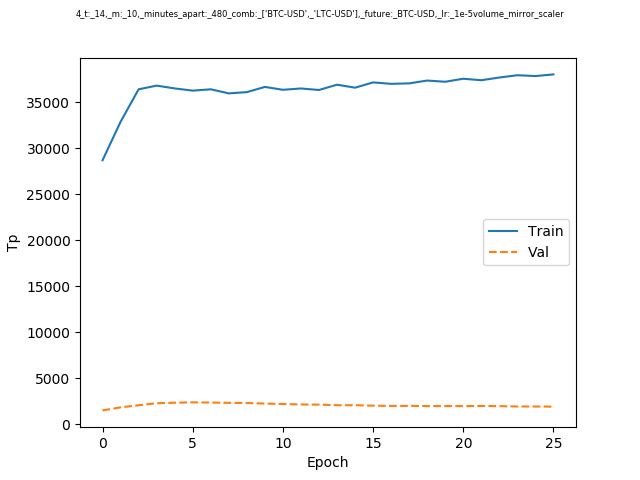 4_t:_14,_m:_10,_minutes_apart:_480_comb:_['BTC-USD',_'LTC-USD'],_future:_BTC-USD,_lr:_1e-5volume_mirror_scaler
35000
30000
25000
20000
15000
10000
5000
0
Tp
Train
Val
0 5 10 15 20 25
Epoch